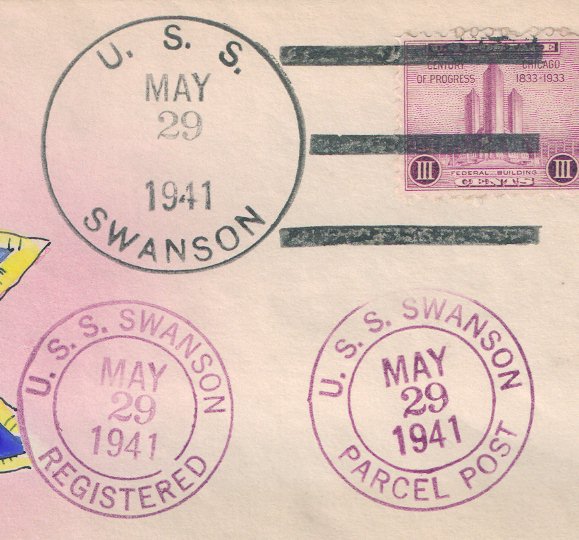 U. S. S.
MAY
29
1941
SWANSON
CENTURY OF PROGRESS
CHICAGO 1833-1933
FEDERAL BUILDING
III CENTS III
U. S. S. SWANSON
MAY
29
1941
REGISTERED
U. S. S. SWANSON
MAY
29
1941
PARCEL POST